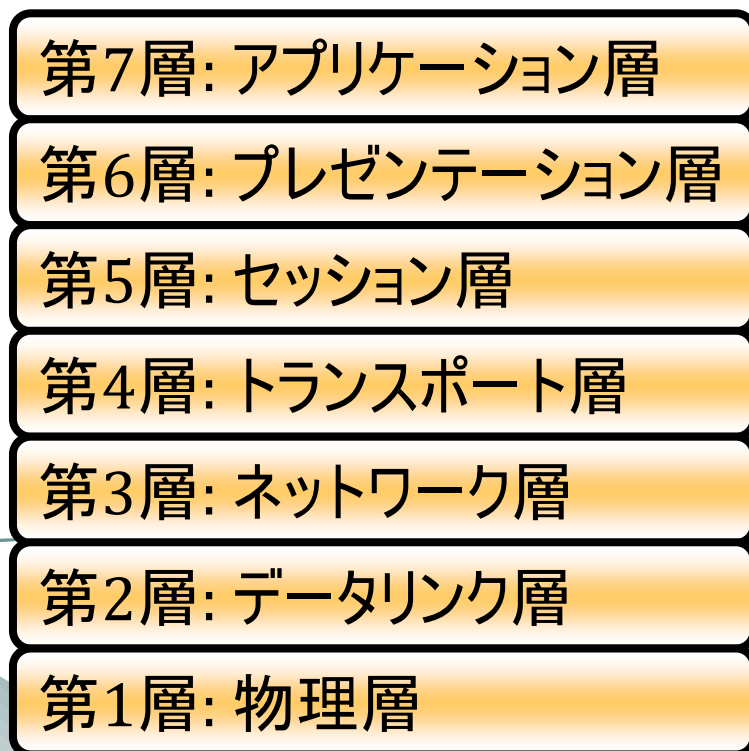 第7層: アプリケーション層
第6層: プレゼンテーション層
第5層: セッション層
第4層: トランスポート層
第3層: ネットワーク層
第2層: データリンク層
第1層: 物理層